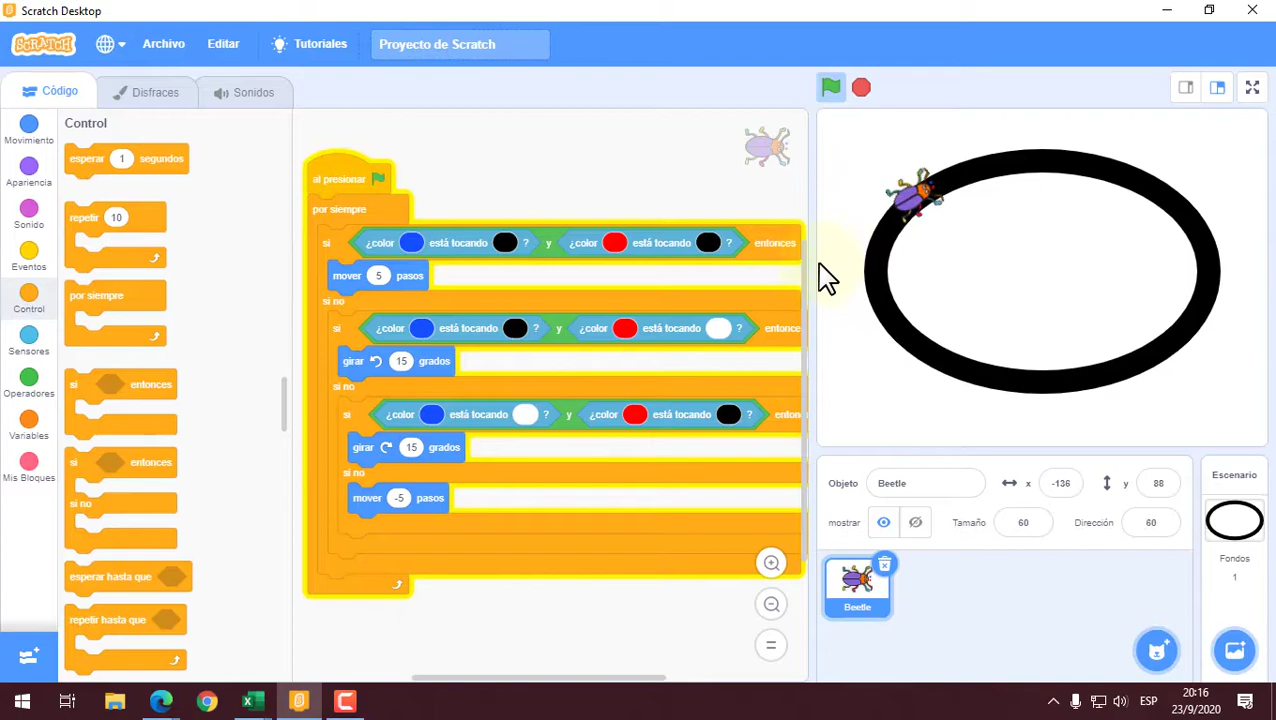 Scratch Desktop
SCRATCH
Archivo
Editar
Tutoriales
Proyecto de Scratch
Código
Disfraces
Sonidos
Movimiento
Apariencia
Sonido
Eventos
Control
Sensores
Operadores
Variables
Mis Bloques
Control
esperar 1 segundos
repetir 10
por siempre
si entonces
si entonces
si no
esperar hasta que
repetir hasta que
al presionar
por siempre
si ¿color está tocando ? y ¿color está tocando ? entonces
mover 5 pasos
si no
si ¿color está tocando ? y ¿color está tocando ? entonce
girar 15 grados
si no
si ¿color está tocando ? y ¿color está tocando ? enton
girar 15 grados
si no
mover -5 pasos
Objeto Beetle x -136 y 88
mostrar Tamaño 60 Dirección 60
Beetle
Escenario
Fondos
1
ESP
20:16
23/9/2020